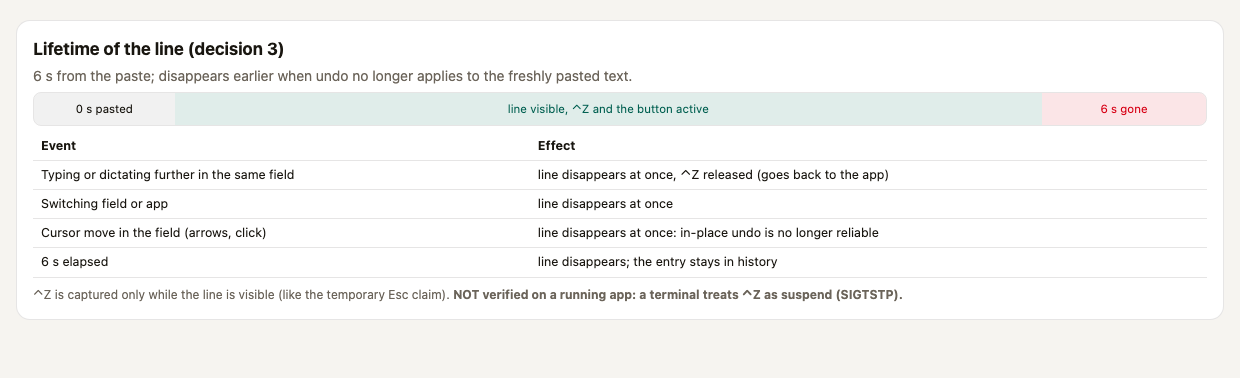 Lifetime of the line (decision 3)
6 s from the paste; disappears earlier when undo no longer applies to the freshly pasted text.
0 s pasted
line visible, ^Z and the button active
6 s gone
Event Effect
Typing or dictating further in the same field line disappears at once, ^Z released (goes back to the app)
Switching field or app line disappears at once
Cursor move in the field (arrows, click) line disappears at once: in-place undo is no longer reliable
6 s elapsed line disappears; the entry stays in history
^Z is captured only while the line is visible (like the temporary Esc claim). NOT verified on a running app: a terminal treats ^Z as suspend (SIGTSTP).